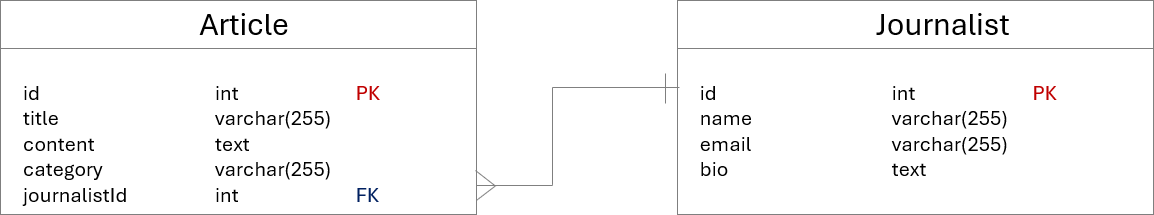 Article
id int PK
title varchar(255)
content text
category varchar(255)
journalistId int FK
Journalist
id int PK
name varchar(255)
email varchar(255)
bio text